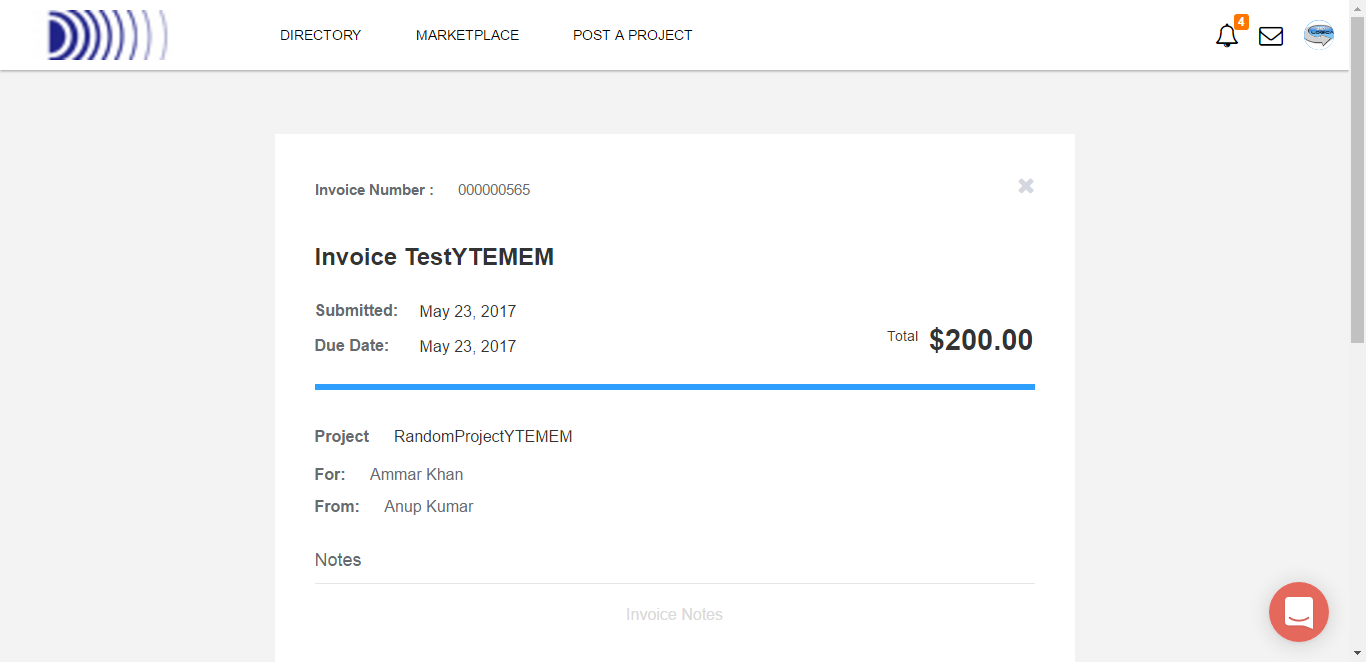 DIRECTORY MARKETPLACE POST A PROJECT 4
Invoice Number : 000000565
Invoice TestYTEMEM
Submitted: May 23, 2017
Due Date: May 23, 2017
Total $200.00
Project RandomProjectYTEMEM
For: Ammar Khan
From: Anup Kumar
Notes
Invoice Notes